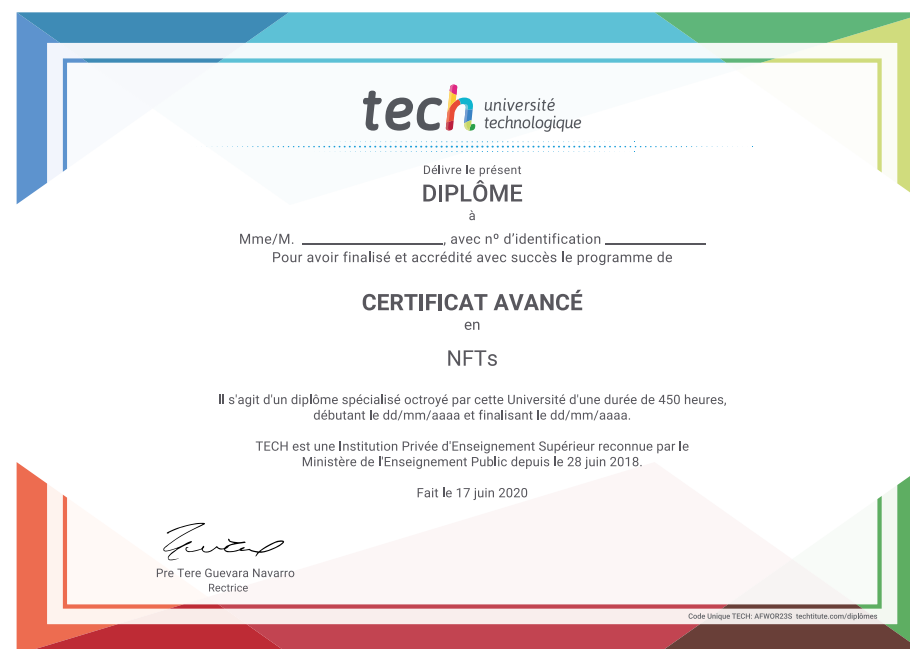 tech université
technologique
Délivre le présent
DIPLÔME
à
Mme/M. ____________________, avec nº d'identification ______________
Pour avoir finalisé et accrédité avec succès le programme de
CERTIFICAT AVANCÉ
en
NFTs
Il s'agit d'un diplôme spécialisé octroyé par cette Université d'une durée de 450 heures,
débutant le dd/mm/aaaa et finalisant le dd/mm/aaaa.
TECH est une Institution Privée d'Enseignement Supérieur reconnue par le
Ministère de l'Enseignement Public depuis le 28 juin 2018.
Fait le 17 juin 2020
Pre Tere Guevara Navarro
Rectrice
Code Unique TECH: AFWOR23S techtitute.com/diplômes